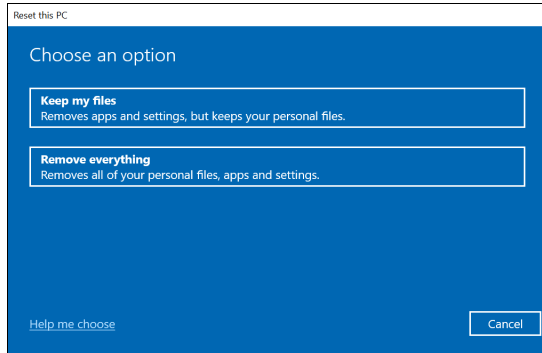 Reset this PC
Choose an option
Keep my files
Removes apps and settings, but keeps your personal files.
Remove everything
Removes all of your personal files, apps and settings.
Help me choose
Cancel